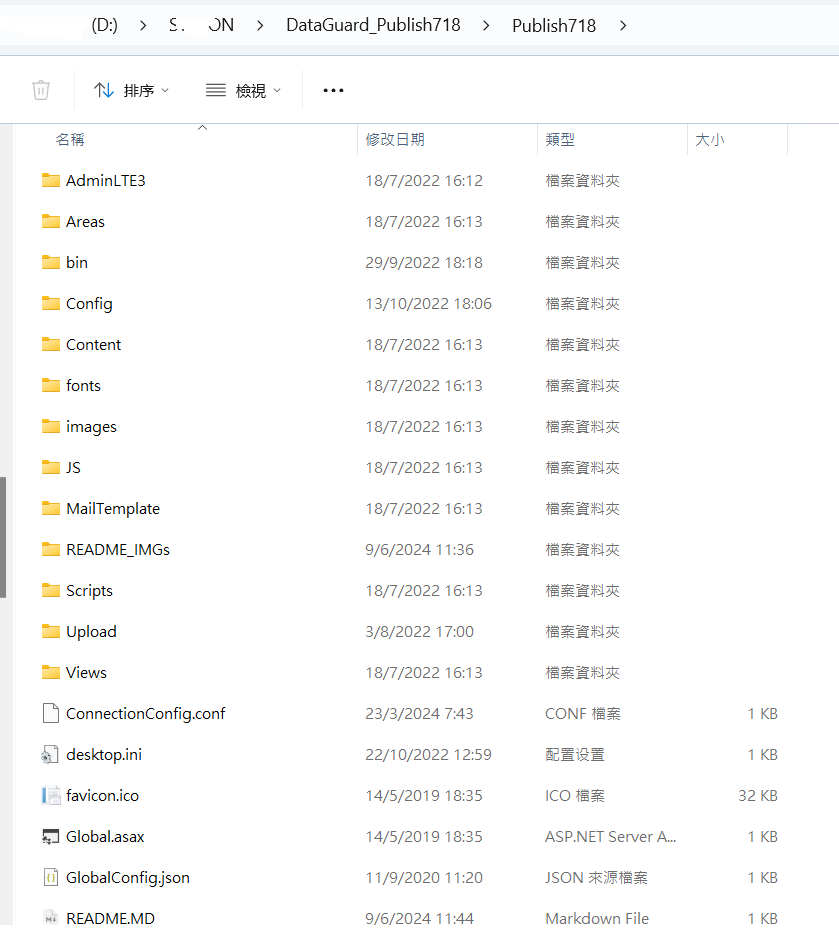 (D:) > S. ON > DataGuard_Publish718 > Publish718 >
排序 檢視 •••
名稱 修改日期 類型 大小
AdminLTE3 18/7/2022 16:12 檔案資料夾
Areas 18/7/2022 16:13 檔案資料夾
bin 29/9/2022 18:18 檔案資料夾
Config 13/10/2022 18:06 檔案資料夾
Content 18/7/2022 16:13 檔案資料夾
fonts 18/7/2022 16:13 檔案資料夾
images 18/7/2022 16:13 檔案資料夾
JS 18/7/2022 16:13 檔案資料夾
MailTemplate 18/7/2022 16:13 檔案資料夾
README_IMGs 9/6/2024 11:36 檔案資料夾
Scripts 18/7/2022 16:13 檔案資料夾
Upload 3/8/2022 17:00 檔案資料夾
Views 18/7/2022 16:13 檔案資料夾
ConnectionConfig.conf 23/3/2024 7:43 CONF 檔案 1 KB
desktop.ini 22/10/2022 12:59 配置设置 1 KB
favicon.ico 14/5/2019 18:35 ICO 檔案 32 KB
Global.asax 14/5/2019 18:35 ASP.NET Server A... 1 KB
GlobalConfig.json 11/9/2020 11:20 JSON 來源檔案 1 KB
README.MD 9/6/2024 11:44 Markdown File 1 KB